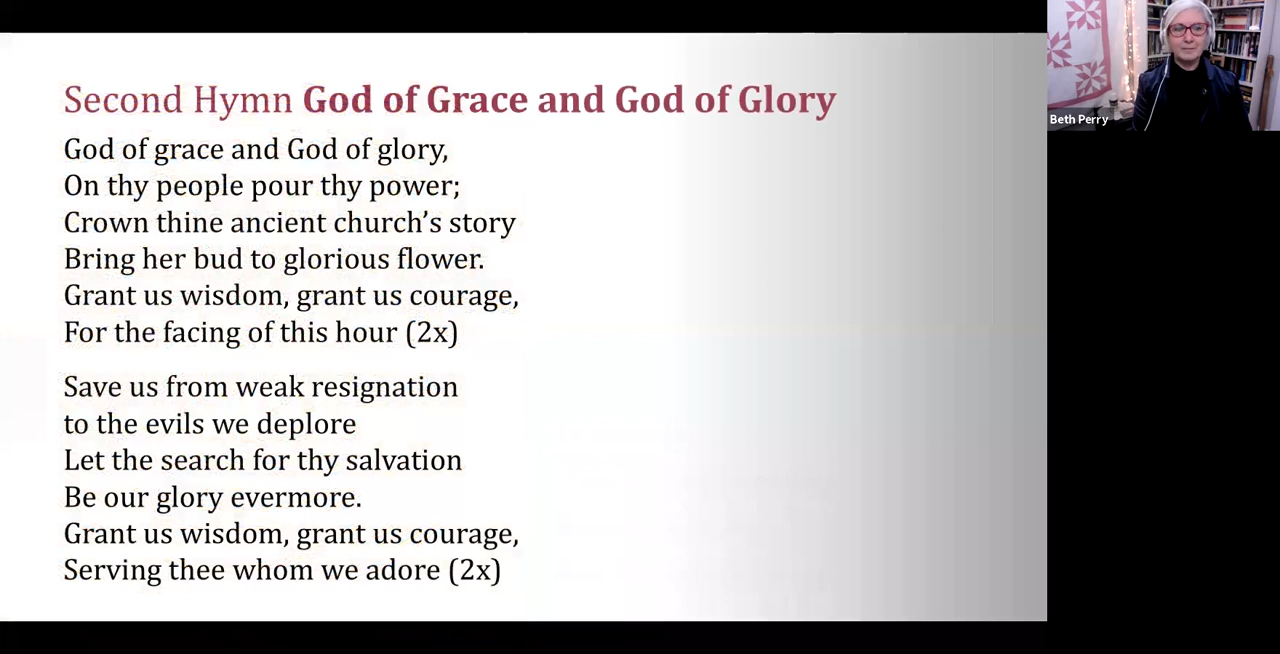 Second Hymn God of Grace and God of Glory
God of grace and God of glory,
On thy people pour thy power;
Crown thine ancient church’s story
Bring her bud to glorious flower.
Grant us wisdom, grant us courage,
For the facing of this hour (2x)
Save us from weak resignation
to the evils we deplore
Let the search for thy salvation
Be our glory evermore.
Grant us wisdom, grant us courage,
Serving thee whom we adore (2x)
Beth Perry